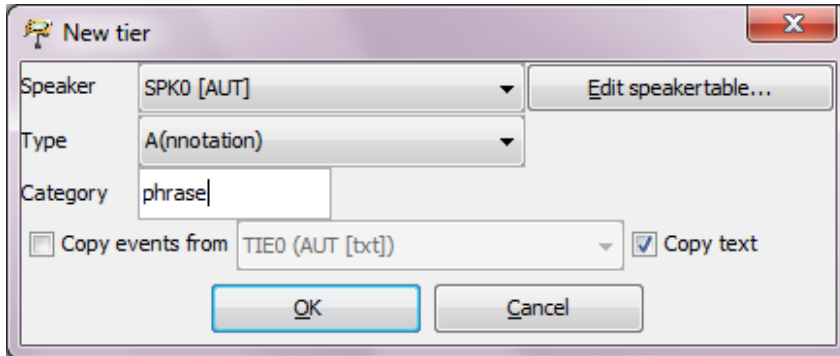 New tier
Speaker SPK0 [AUT] Edit speakertable...
Type A(nnotation)
Category phrase
Copy events from TIE0 (AUT [txt]) Copy text
OK Cancel